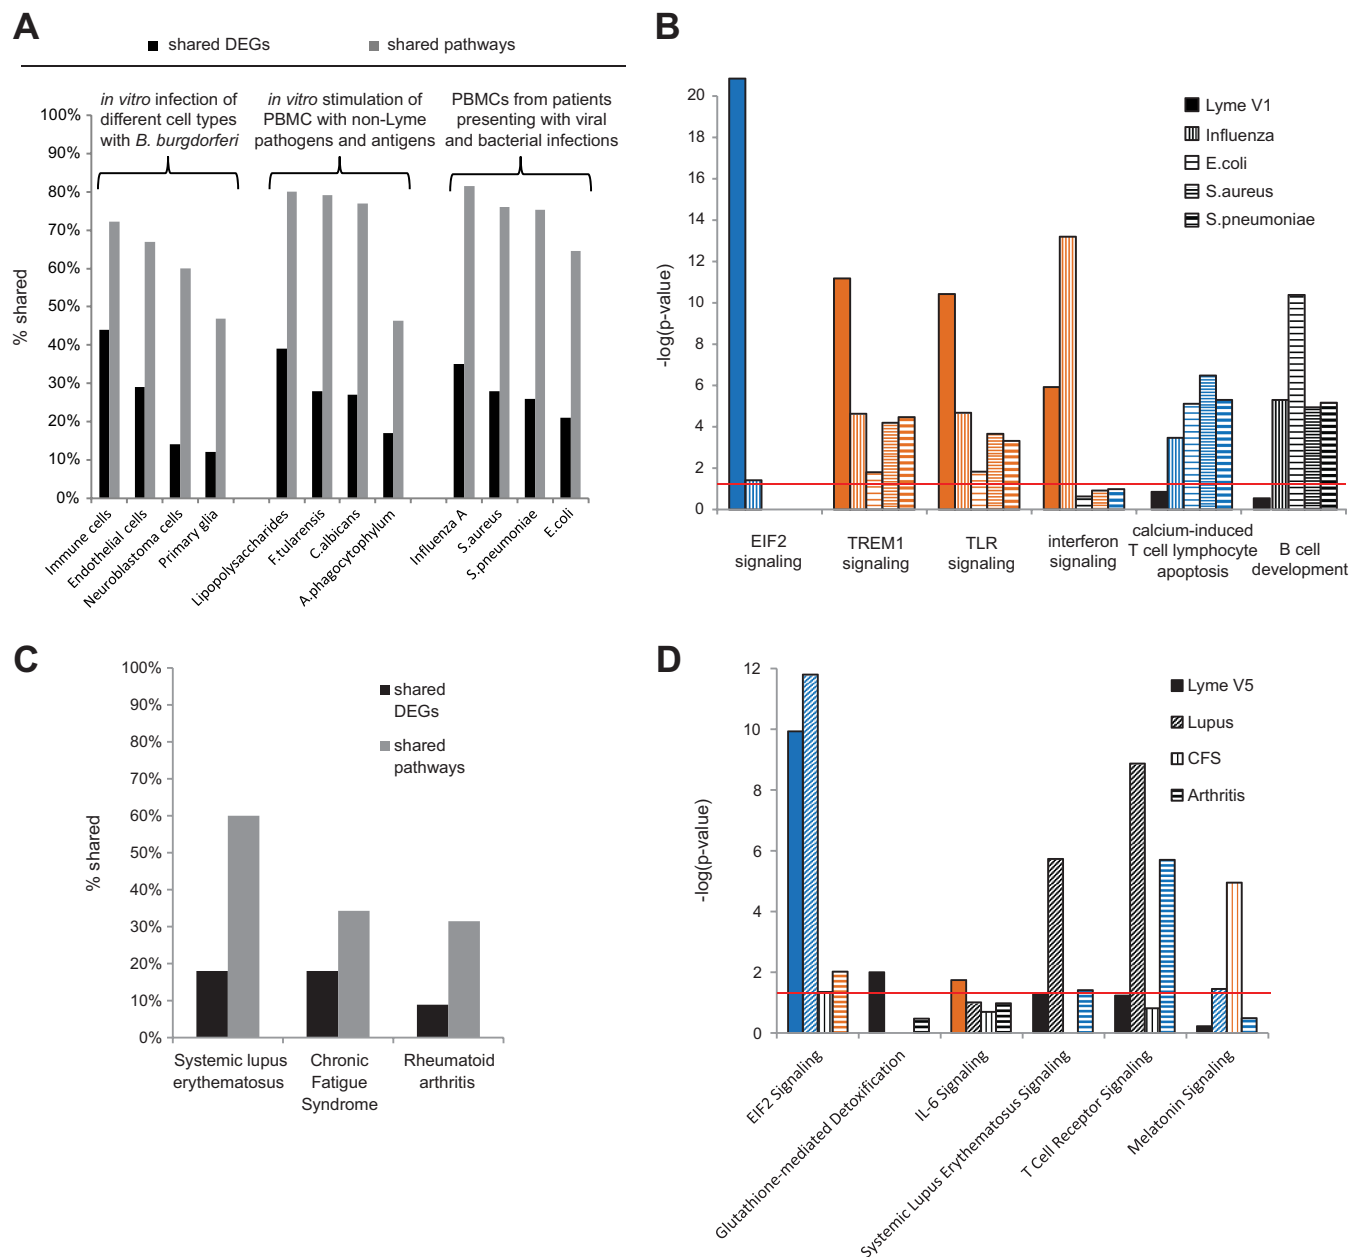 A
shared DEGs
shared pathways
in vitro infection of
different cell types
with B. burgdorferi
in vitro stimulation of
PBMC with non-Lyme
pathogens and antigens
PBMCs from patients
presenting with viral
and bacterial infections
% shared
100%
90%
80%
70%
60%
50%
40%
30%
20%
10%
0%
Immune cells
Endothelial cells
Neuroblastoma cells
Primary glia
Lipopolysaccharides
F.tularensis
C.albicans
A.phagocytophylum
Influenza A
S.aureus
S.pneumoniae
E.coli
B
-log(p-value)
20
18
16
14
12
10
8
6
4
2
0
Lyme V1
Influenza
E.coli
S.aureus
S.pneumoniae
EIF2
signaling
TREM1
signaling
TLR
signaling
interferon
signaling
calcium-induced
T cell lymphocyte
apoptosis
B cell
development
C
% shared
100%
90%
80%
70%
60%
50%
40%
30%
20%
10%
0%
shared
DEGs
shared
pathways
Systemic lupus
erythematosus
Chronic
Fatigue
Syndrome
Rheumatoid
arthritis
D
-log(p-value)
12
10
8
6
4
2
0
Lyme V5
Lupus
CFS
Arthritis
EIF2 Signaling
Glutathione-mediated Detoxification
IL-6 Signaling
Systemic Lupus Erythematosus Signaling
T Cell Receptor Signaling
Melatonin Signaling